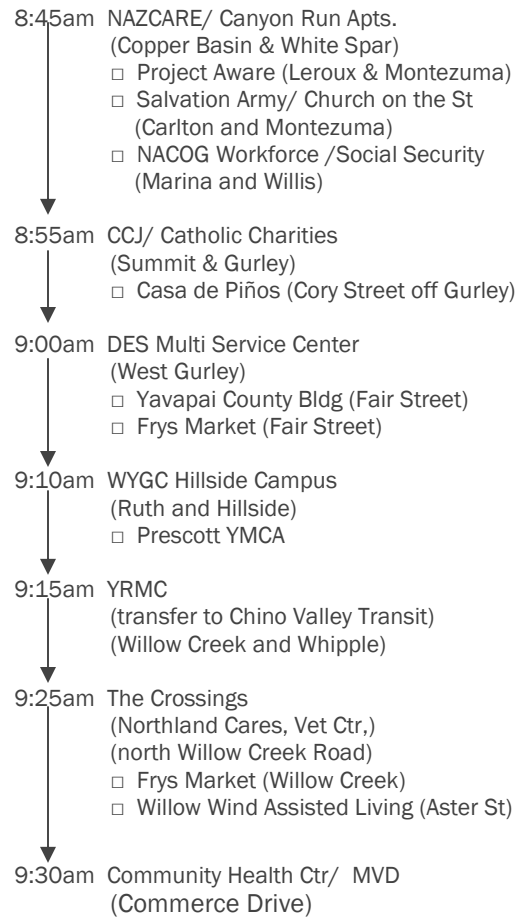 8:45am NAZCARE/ Canyon Run Apts.
(Copper Basin & White Spar)
□ Project Aware (Leroux & Montezuma)
□ Salvation Army/ Church on the St
(Carlton and Montezuma)
□ NACOG Workforce /Social Security
(Marina and Willis)
8:55am CCJ/ Catholic Charities
(Summit & Gurley)
□ Casa de Piños (Cory Street off Gurley)
9:00am DES Multi Service Center
(West Gurley)
□ Yavapai County Bldg (Fair Street)
□ Frys Market (Fair Street)
9:10am WYGC Hillside Campus
(Ruth and Hillside)
□ Prescott YMCA
9:15am YRMC
(transfer to Chino Valley Transit)
(Willow Creek and Whipple)
9:25am The Crossings
(Northland Cares, Vet Ctr,)
(north Willow Creek Road)
□ Frys Market (Willow Creek)
□ Willow Wind Assisted Living (Aster St)
9:30am Community Health Ctr/ MVD
(Commerce Drive)